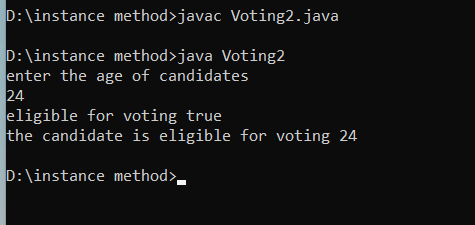 D:\instance method>javac Voting2.java
D:\instance method>java Voting2
enter the age of candidates
24
eligible for voting true
the candidate is eligible for voting 24
D:\instance method>